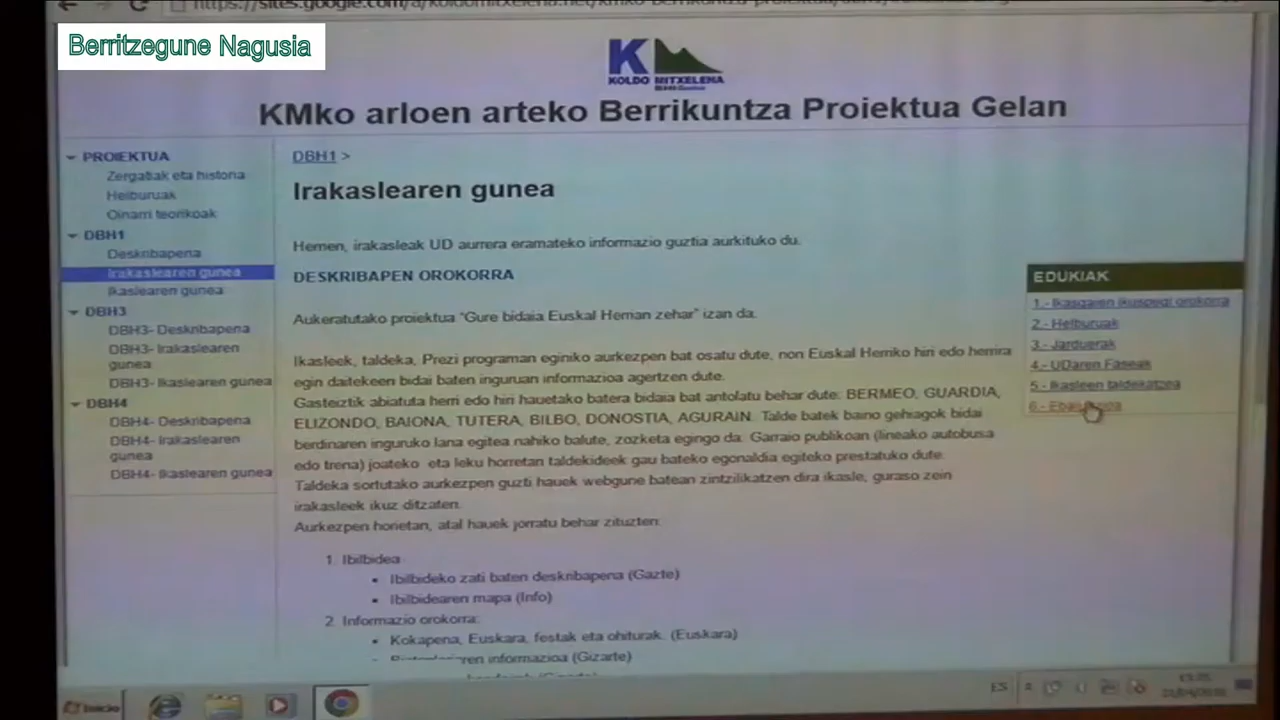 Berritzegune Nagusia
KOLDO MITXELENA
KMko arloen arteko Berrikuntza Proiektua Gelan
PROIEKTUA
Zergatiak eta historia
Helburuak
Oinarri teorikoak
DBH1
Deskribapena
Irakaslearen gunea
Ikaslearen gunea
DBH3
DBH3- Deskribapena
DBH3- Irakaslearen
gunea
DBH3- Ikaslearen gunea
DBH4
DBH4- Deskribapena
DBH4- Irakaslearen
gunea
DBH4- Ikaslearen gunea
DBH1 >
Irakaslearen gunea
Hemen, irakasleak UD aurrera eramateko informazio guztia aurkituko du.
DESKRIBAPEN OROKORRA
Aukeratutako proiektua "Gure bidaia Euskal Herrian zehar" izan da.
Ikasleek, taldeka, Prezi programan eginiko aurkezpen bat osatu dute, non Euskal Herriko hiri edo herrira
egin daitekeen bidai baten inguruan informazioa agertzen dute.
Gasteiztik abiatuta herri edo hiri hauetako batera bidaia bat antolatu behar dute: BERMEO, GUARDIA,
ELIZONDO, BAIONA, TUTERA, BILBO, DONOSTIA, AGURAIN. Talde batek baino gehiagok bidai
berdinaren inguruko lana egitea nahiko balute, zozketa egingo da. Garraio publikoan (lineako autobusa
edo trena) joateko eta leku horretan taldekideek gau bateko egonaldia egiteko prestatuko dute.
Taldeka sortutako aurkezpen guzti hauek webgune batean zintzilikatzen dira ikasle, guraso zein
irakasleek ikuz ditzaten.
Aurkezpen horietan, atal hauek jorratu behar zituzten:
1. Ibilbidea:
Ibilbideko zati baten deskribapena (Gazte)
Ibilbidearen mapa (Info)
2. Informazio orokorra:
Kokapena, Euskara, festak eta ohiturak. (Euskara)
informazioa (Gizarte)
EDUKIAK
1.- Ikasgaien ikuspegi orokorra
2.- Helburuak
3.- Jarduerak
4.- UDaren Faseak
5.- Ikasleen taldekatzea
6.-
ES
Inicio